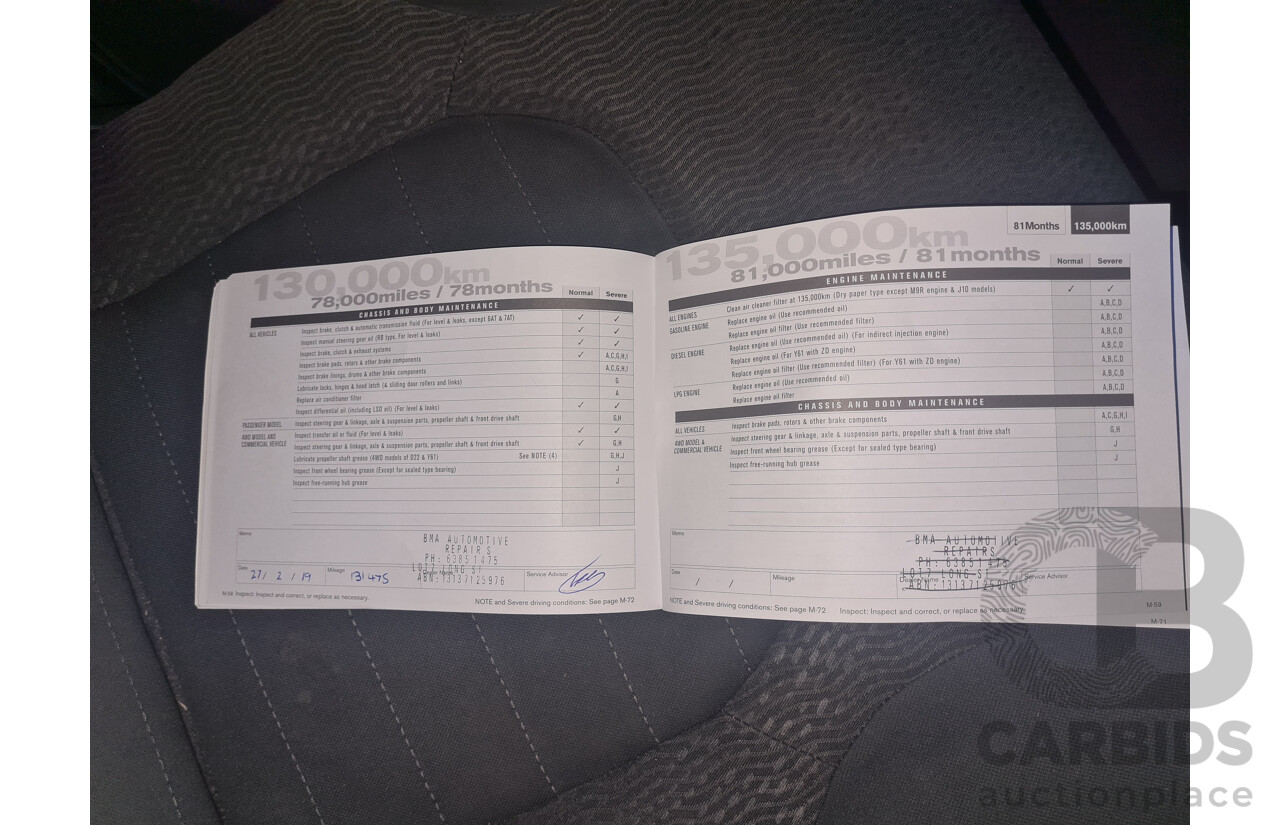 130,000km
78,000miles / 78months
Normal Severe
CHASSIS AND BODY MAINTENANCE
ALL VEHICLES Inspect brake, clutch & automatic transmission fluid (For level & leaks, except 6AT & 7AT) ✓ ✓
Inspect manual steering gear oil (RB type. For level & leaks) ✓ ✓
Inspect brake, clutch & exhaust systems ✓ ✓
Inspect brake pads, rotors & other brake components ✓ A,C,G,H,I
Inspect brake linings, drums & other brake components A,C,G,H,I
Lubricate locks, hinges & hood latch (& sliding door rollers and links) G
Replace air conditioner filter A
Inspect differential oil (including LSD oil) (For level & leaks) ✓ ✓
PASSENGER MODEL Inspect steering gear & linkage, axle & suspension parts, propeller shaft & front drive shaft G,H
4WD MODEL AND Inspect transfer oil or fluid (For level & leaks) ✓ ✓
COMMERCIAL VEHICLE Inspect steering gear & linkage, axle & suspension parts, propeller shaft & front drive shaft ✓ G,H
Lubricate propeller shaft grease (4WD models of D22 & Y61) See NOTE (4) G,H,J
Inspect front wheel bearing grease (Except for sealed type bearing) J
Inspect free-running hub grease J
Memo
BMA AUTOMOTIVE
REPAIRS
PH: 63851475
LOT7 LONG ST
ABN:13137125976
Date 27/ 2 / 19 Mileage 131475 Service Advisor
M-58 Inspect: Inspect and correct, or replace as necessary. NOTE and Severe driving conditions: See page M-72
81Months 135,000km
135,000km
81,000miles / 81months
Normal Severe
ENGINE MAINTENANCE
ALL ENGINES Clean air cleaner filter at 135,000km (Dry paper type except M9R engine & J10 models) ✓ ✓
GASOLINE ENGINE Replace engine oil (Use recommended oil) A,B,C,D
Replace engine oil filter (Use recommended filter) A,B,C,D
DIESEL ENGINE Replace engine oil (Use recommended oil) (For indirect injection engine) A,B,C,D
Replace engine oil (For Y61 with ZD engine) A,B,C,D
Replace engine oil filter (Use recommended filter) (For Y61 with ZD engine) A,B,C,D
LPG ENGINE Replace engine oil (Use recommended oil) A,B,C,D
Replace engine oil filter A,B,C,D
CHASSIS AND BODY MAINTENANCE
ALL VEHICLES Inspect brake pads, rotors & other brake components A,C,G,H,I
4WD MODEL & Inspect steering gear & linkage, axle & suspension parts, propeller shaft & front drive shaft G,H
COMMERCIAL VEHICLE Inspect front wheel bearing grease (Except for sealed type bearing) J
Inspect free-running hub grease J
Memo
BMA AUTOMOTIVE
REPAIRS
PH: 63851475
LOT7 LONG ST
Date / / Mileage Service Advisor
NOTE and Severe driving conditions: See page M-72 Inspect: Inspect and correct, or replace as necessary. M-59
M-71
CARBIDS
auctionplace